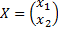 X = (x₁
x₂)